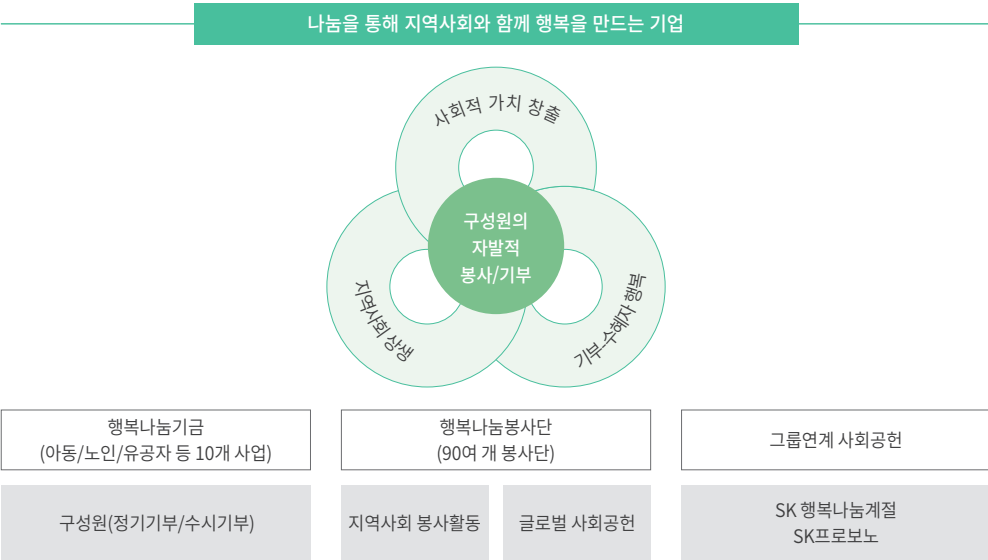 나눔을 통해 지역사회와 함께 행복을 만드는 기업
사회적 가치 창출
구성원의
자발적
봉사/기부
지역사회 상생
기부-수혜자 행복
행복나눔기금
(아동/노인/유공자 등 10개 사업)
행복나눔봉사단
(90여 개 봉사단)
그룹연계 사회공헌
구성원(정기기부/수시기부)
지역사회 봉사활동
글로벌 사회공헌
SK 행복나눔계절
SK프로보노